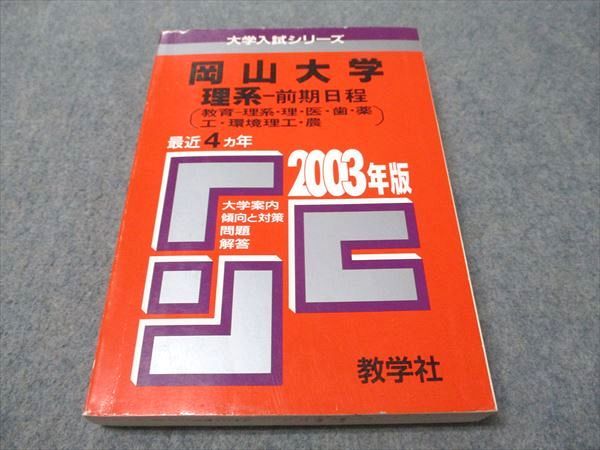 大学入試シリーズ
岡山大学
理系-前期日程
(教育-理系・理・医・歯・薬
工・環境理工・農)
最近4ヵ年
2003年版
大学案内
傾向と対策
問題
解答
教学社